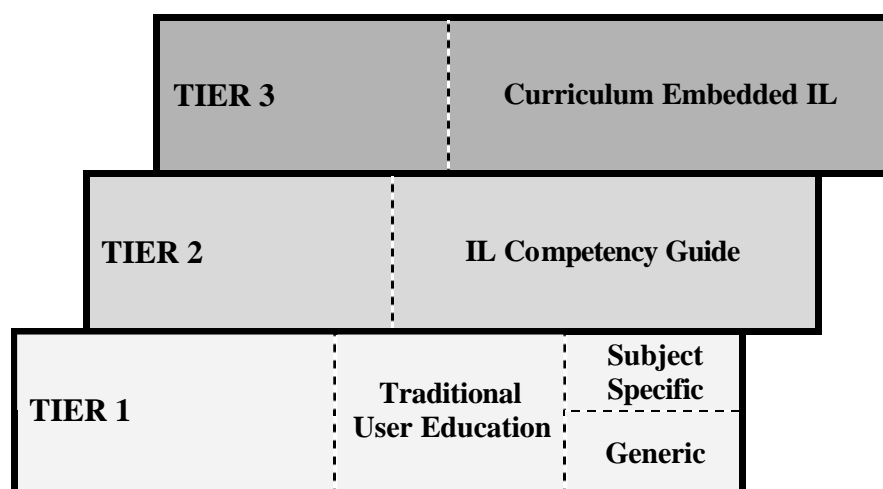 TIER 3
Curriculum Embedded IL
TIER 2
IL Competency Guide
TIER 1
Traditional
User Education
Subject
Specific
Generic